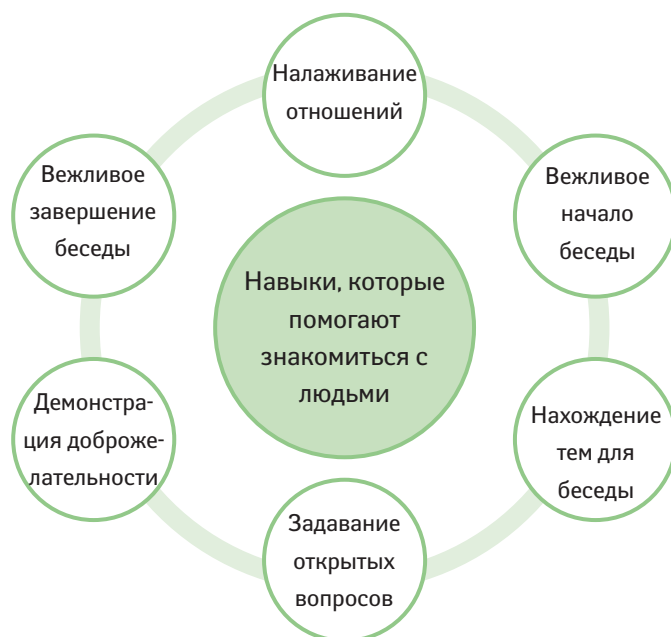 Налаживание
отношений
Вежливое
начало
беседы
Нахождение
тем для
беседы
Задавание
открытых
вопросов
Демонстра-
ция доброже-
лательности
Вежливое
завершение
беседы
Навыки, которые
помогают
знакомиться с
людьми